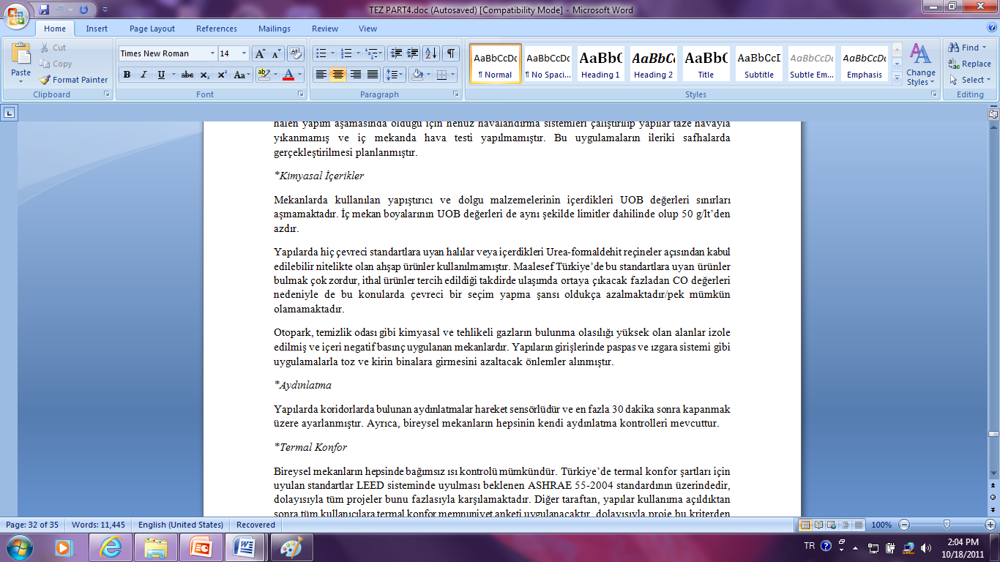 TEZ PART4.doc (Autosaved) [Compatibility Mode] - Microsoft Word
Home Insert Page Layout References Mailings Review View
Paste
Cut
Copy
Format Painter
Clipboard
Times New Roman 14
Font
Paragraph
AaBbCcDc AaBbCcDc AaBbC AaBbCc AaBbC AaBbCcI AaBbCcDc AaBbCcDc
¶ Normal ¶ No Spaci... Heading 1 Heading 2 Title Subtitle Subtle Em... Emphasis
Change Styles
Styles
Find
Replace
Select
Editing
halen yapım aşamasında olduğu için henüz havalandırma sistemleri çalıştırılıp yapılar taze havayla
yıkanmamış ve iç mekanda hava testi yapılmamıştır. Bu uygulamaların ileriki safhalarda
gerçekleştirilmesi planlanmıştır.
*Kimyasal İçerikler
Mekanlarda kullanılan yapıştırıcı ve dolgu malzemelerinin içerdikleri UOB değerleri sınırları
aşmamaktadır. İç mekan boyalarının UOB değerleri de aynı şekilde limitler dahilinde olup 50 g/lt’den
azdır.
Yapılarda hiç çevreci standartlara uyan halılar veya içerdikleri Urea-formaldehit reçineler açısından kabul
edilebilir nitelikte olan ahşap ürünler kullanılmamıştır. Maalesef Türkiye’de bu standartlara uyan ürünler
bulmak çok zordur, ithal ürünler tercih edildiği takdirde ulaşımda ortaya çıkacak fazladan CO değerleri
nedeniyle de bu konularda çevreci bir seçim yapma şansı oldukça azalmaktadır/pek mümkün
olamamaktadır.
Otopark, temizlik odası gibi kimyasal ve tehlikeli gazların bulunma olasılığı yüksek olan alanlar izole
edilmiş ve içeri negatif basınç uygulanan mekanlardır. Yapıların girişlerinde paspas ve ızgara sistemi gibi
uygulamalarla toz ve kirin binalara girmesini azaltacak önlemler alınmıştır.
*Aydınlatma
Yapılarda koridorlarda bulunan aydınlatmalar hareket sensörlüdür ve en fazla 30 dakika sonra kapanmak
üzere ayarlanmıştır. Ayrıca, bireysel mekanların hepsinin kendi aydınlatma kontrolleri mevcuttur.
*Termal Konfor
Bireysel mekanların hepsinde bağımsız ısı kontrolü mümkündür. Türkiye’de termal konfor şartları için
uyulan standartlar LEED sisteminde uyulması beklenen ASHRAE 55-2004 standardının üzerindedir,
dolayısıyla tüm projeler bunu fazlasıyla karşılamaktadır. Diğer taraftan, yapılar kullanıma açıldıktan
sonra tüm kullanıcılara termal konfor memnuniyet anketi uygulanacaktır, dolayısıyla proje bu kriterden
Page: 32 of 35 Words: 11,445 English (United States) Recovered 100%
TR 2:04 PM
10/18/2011